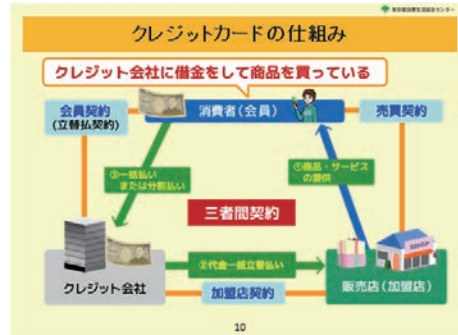 東京都消費生活総合センター
クレジットカードの仕組み
クレジット会社に借金をして商品を買っている
会員契約
(立替払契約)
消費者(会員)
売買契約
③一括払い
または分割払い
①商品・サービス
の提供
三者間契約
SHOP
②代金一括立替払い
クレジット会社
加盟店契約
販売店(加盟店)
10